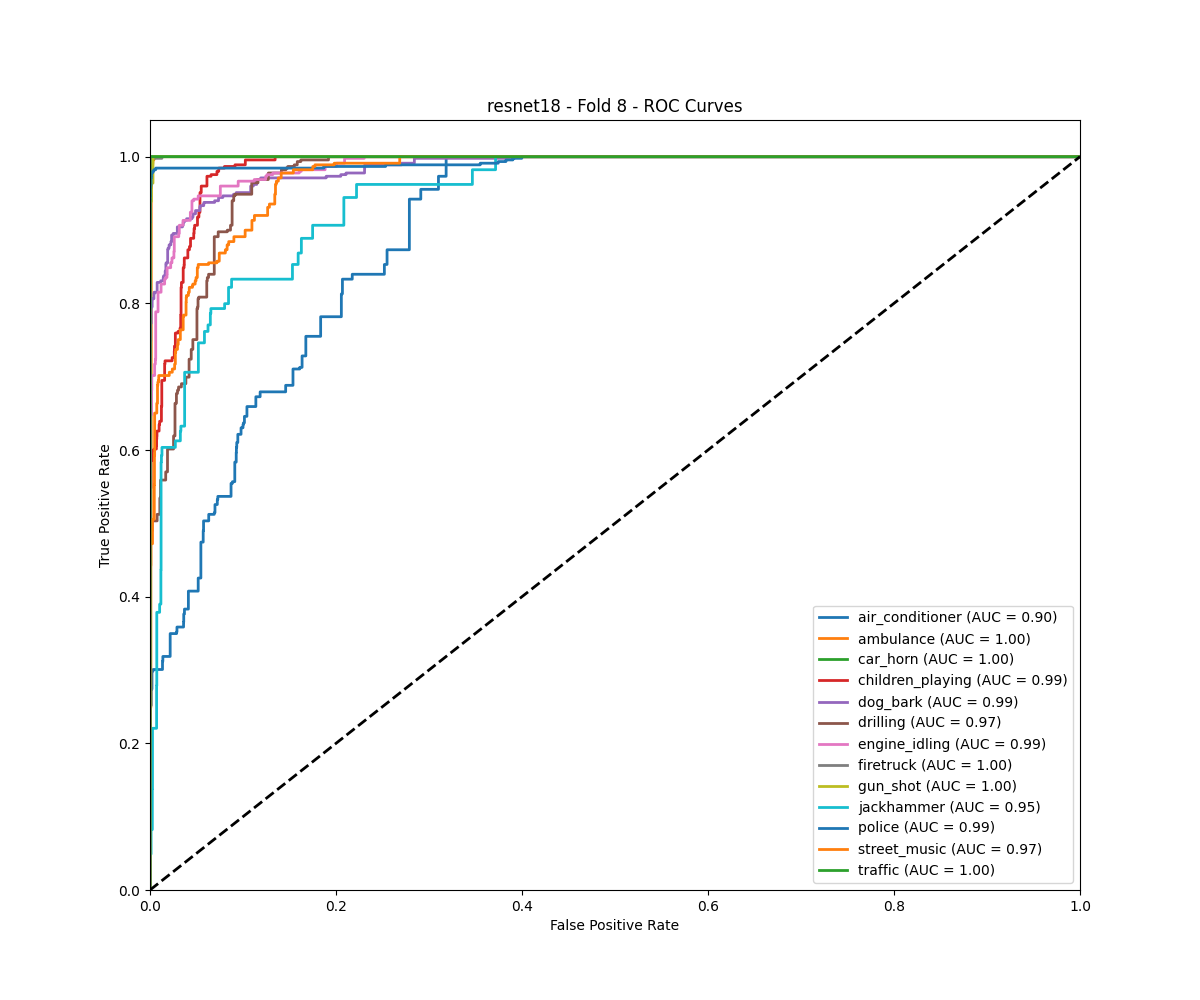 resnet18 - Fold 8 - ROC Curves
1.0
0.8
0.6
0.4
0.2
0.0
True Positive Rate
0.0 0.2 0.4 0.6 0.8 1.0
False Positive Rate
air_conditioner (AUC = 0.90)
ambulance (AUC = 1.00)
car_horn (AUC = 1.00)
children_playing (AUC = 0.99)
dog_bark (AUC = 0.99)
drilling (AUC = 0.97)
engine_idling (AUC = 0.99)
firetruck (AUC = 1.00)
gun_shot (AUC = 1.00)
jackhammer (AUC = 0.95)
police (AUC = 0.99)
street_music (AUC = 0.97)
traffic (AUC = 1.00)